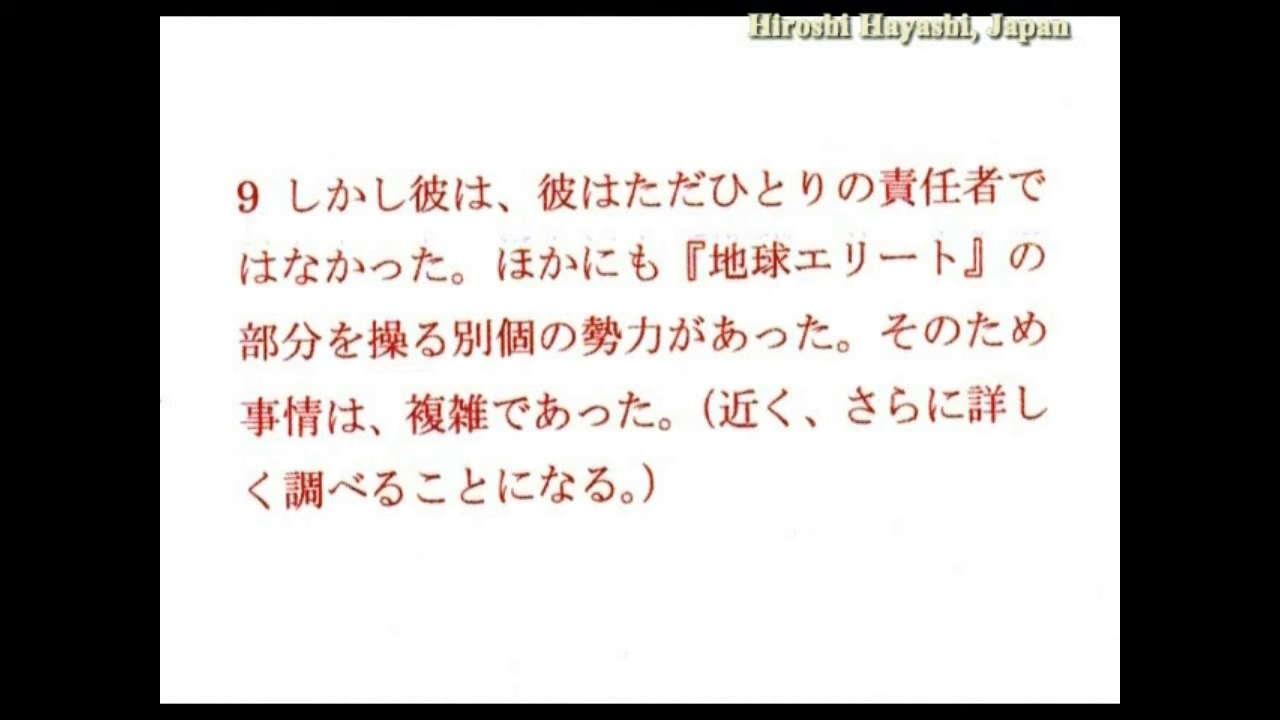 Hiroshi Hayashi, Japan
9 しかし彼は、彼はただひとりの責任者で
はなかった。ほかにも『地球エリート』の
部分を操る別個の勢力があった。そのため
事情は、複雑であった。（近く、さらに詳し
く調べることになる。）